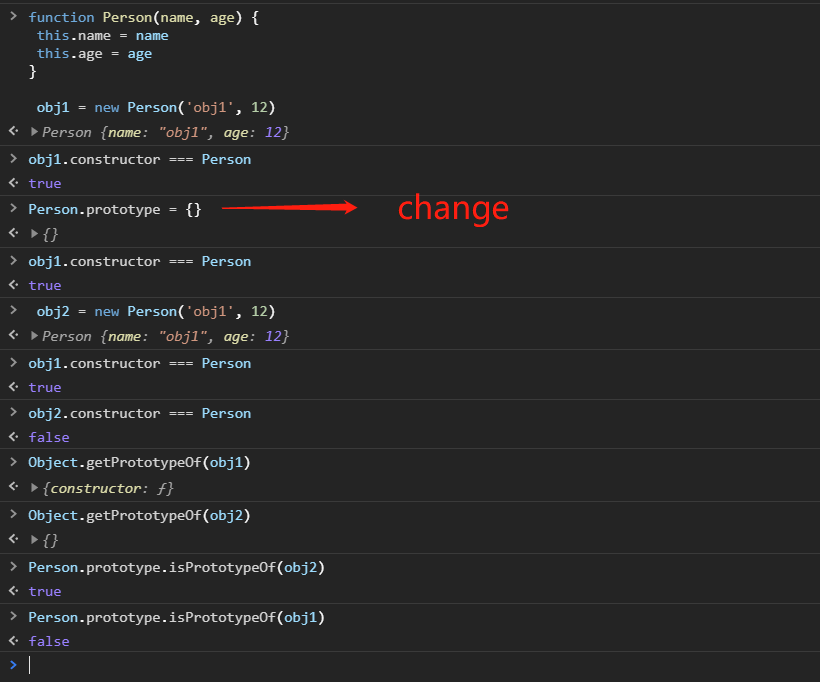 > function Person(name, age) {
this.name = name
this.age = age
}
obj1 = new Person('obj1', 12)
<· ▶Person {name: "obj1", age: 12}
> obj1.constructor === Person
<· true
> Person.prototype = {} change
<· ▶{}
> obj1.constructor === Person
<· true
> obj2 = new Person('obj1', 12)
<· ▶Person {name: "obj1", age: 12}
> obj1.constructor === Person
<· true
> obj2.constructor === Person
<· false
> Object.getPrototypeOf(obj1)
<· ▶{constructor: ƒ}
> Object.getPrototypeOf(obj2)
<· ▶{}
> Person.prototype.isPrototypeOf(obj2)
<· true
> Person.prototype.isPrototypeOf(obj1)
<· false
>